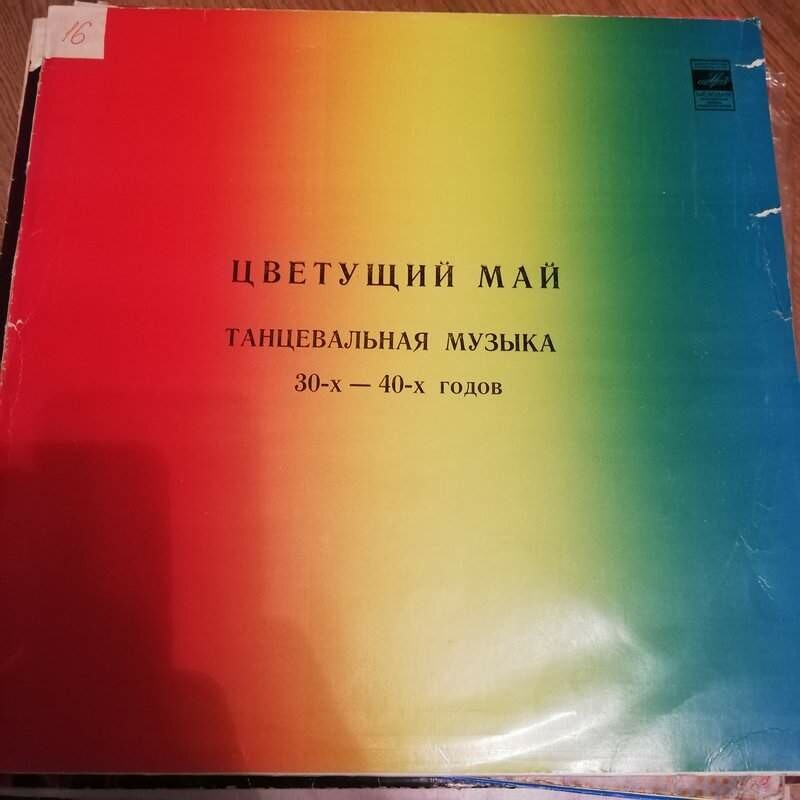 16
ЦВЕТУЩИЙ МАЙ
ТАНЦЕВАЛЬНАЯ МУЗЫКА
30-х — 40-х годов